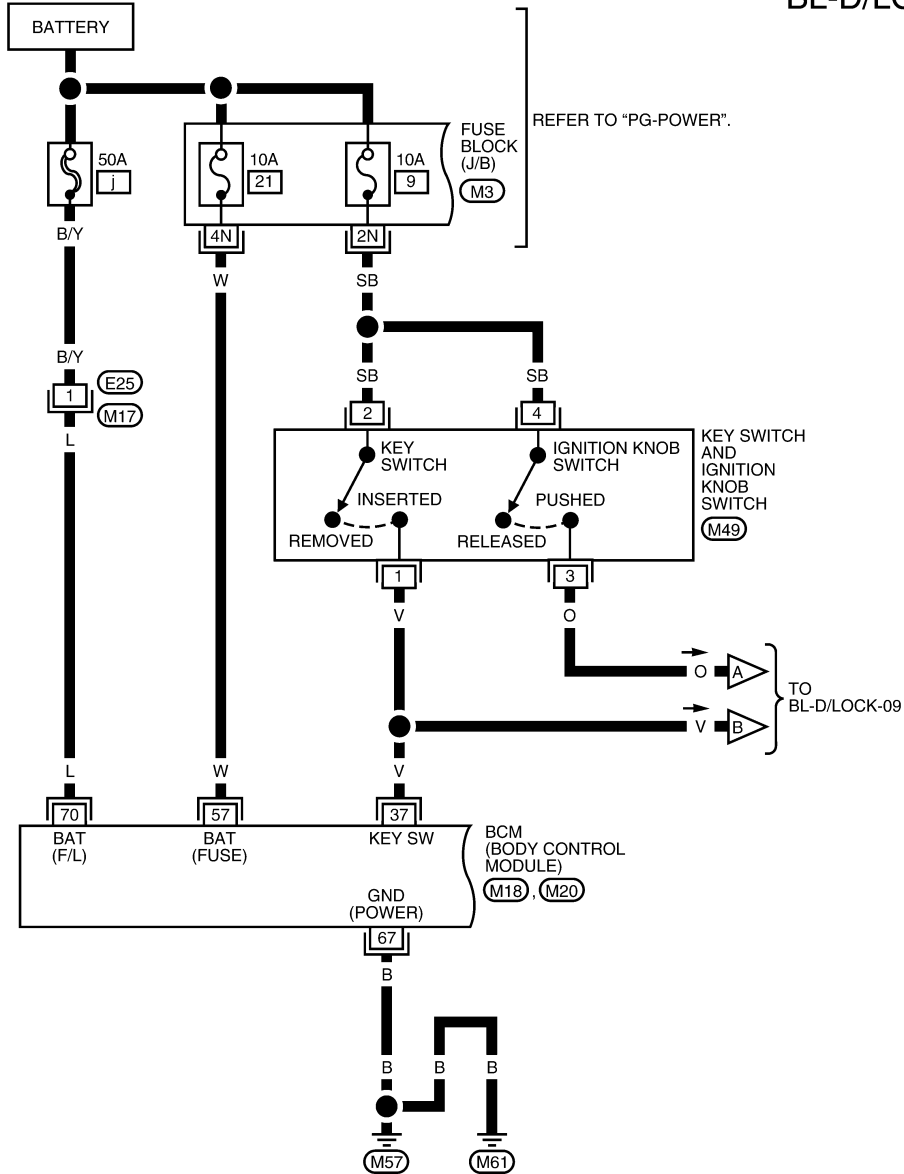 BL-D/LO
BATTERY
REFER TO “PG-POWER”.
50A
j
10A
21
10A
9
FUSE
BLOCK
(J/B)
M3
4N
2N
B/Y
W
SB
B/Y
SB
SB
1
E25
M17
L
2
4
KEY
SWITCH
IGNITION KNOB
SWITCH
INSERTED
PUSHED
REMOVED
RELEASED
KEY SWITCH
AND
IGNITION
KNOB
SWITCH
M49
1
3
V
O
O
A
V
B
TO
BL-D/LOCK-09
L
W
V
70
57
37
BAT
(F/L)
BAT
(FUSE)
KEY SW
BCM
(BODY CONTROL
MODULE)
M18 , M20
GND
(POWER)
67
B
B
B
B
M57
M61